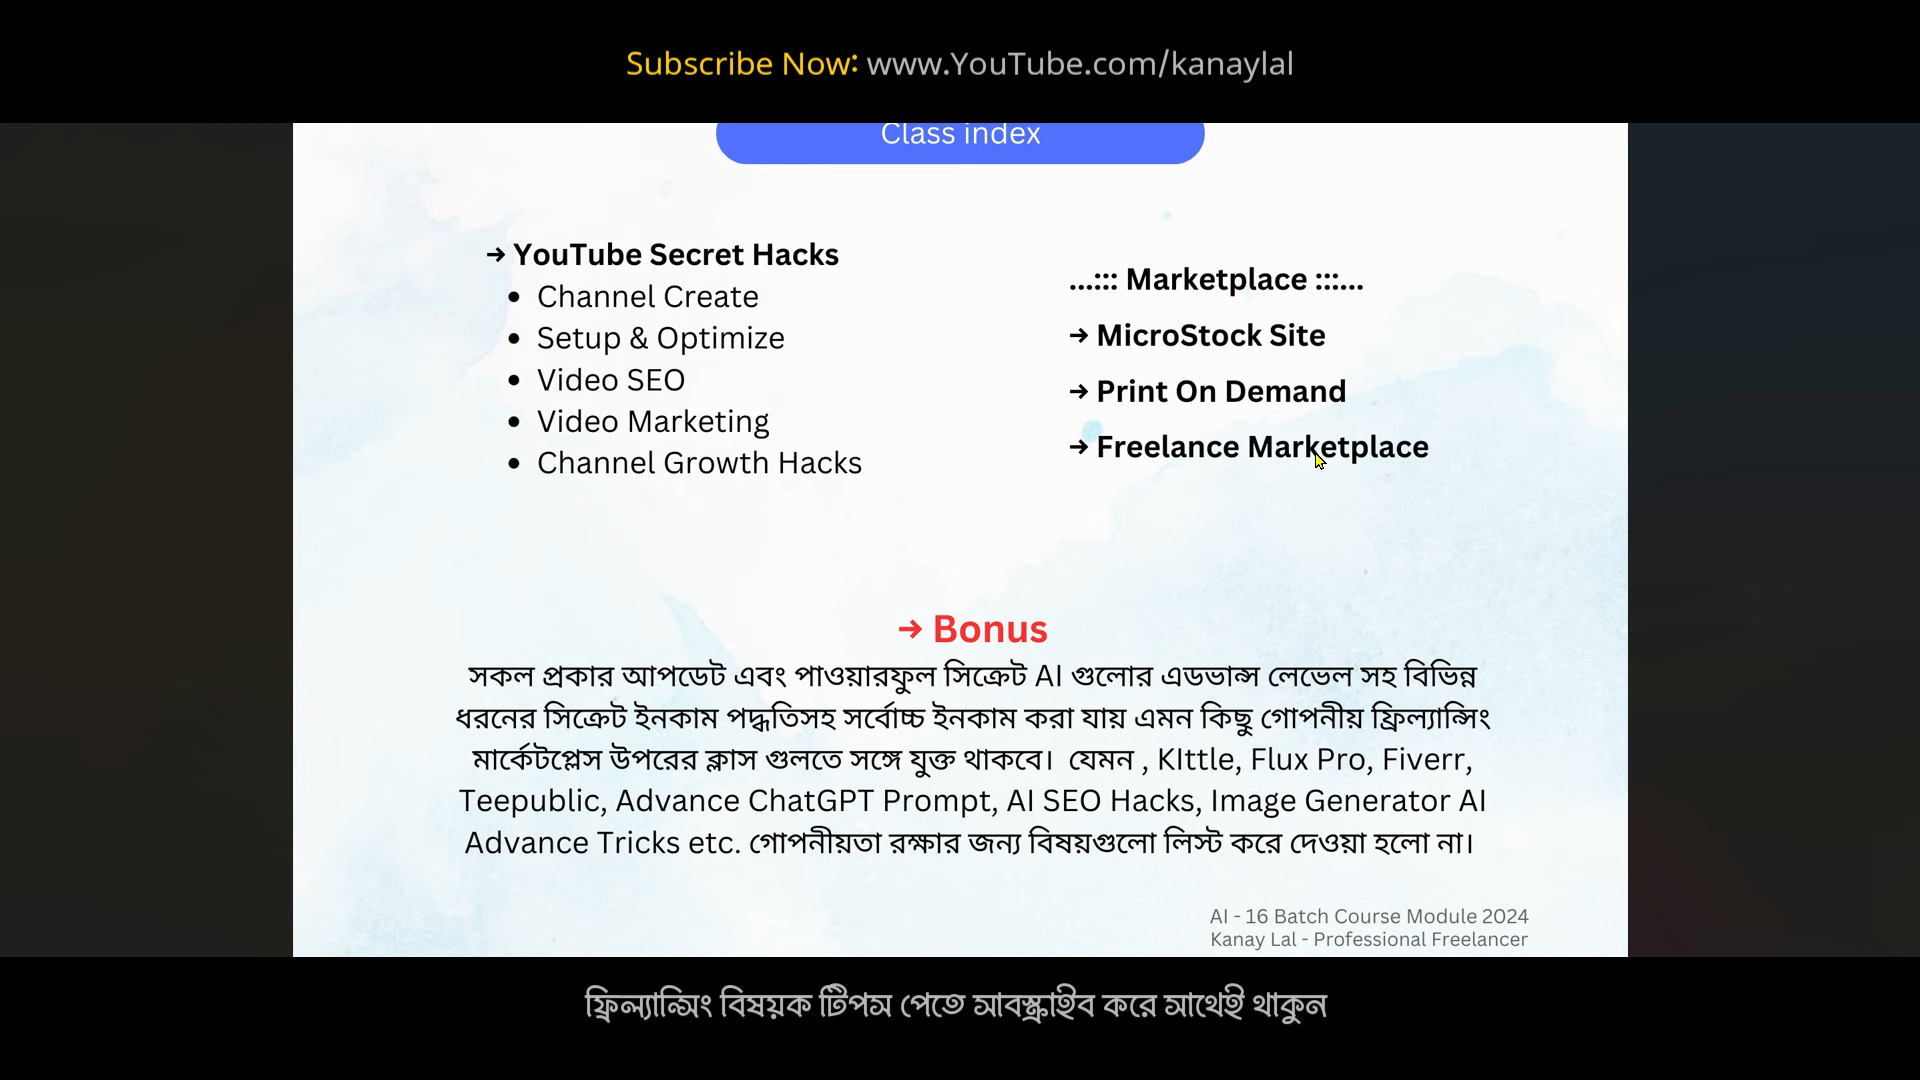 Subscribe Now: www.YouTube.com/kanaylal
Class index
→ YouTube Secret Hacks
• Channel Create
• Setup & Optimize
• Video SEO
• Video Marketing
• Channel Growth Hacks
...::: Marketplace :::...
→ MicroStock Site
→ Print On Demand
→ Freelance Marketplace
→ Bonus
সকল প্রকার আপডেট এবং পাওয়ারফুল সিক্রেট AI গুলোর এডভান্স লেভেল সহ বিভিন্ন
ধরনের সিক্রেট ইনকাম পদ্ধতিসহ সর্বোচ্চ ইনকাম করা যায় এমন কিছু গোপনীয় ফ্রিল্যান্সিং
মার্কেটপ্লেস উপরের ক্লাস গুলতে সঙ্গে যুক্ত থাকবে। যেমন , KIttle, Flux Pro, Fiverr,
Teepublic, Advance ChatGPT Prompt, AI SEO Hacks, Image Generator AI
Advance Tricks etc. গোপনীয়তা রক্ষার জন্য বিষয়গুলো লিস্ট করে দেওয়া হলো না।
AI - 16 Batch Course Module 2024
Kanay Lal - Professional Freelancer
ফ্রিল্যান্সিং বিষয়ক টিপস পেতে সাবস্ক্রাইব করে সাথেই থাকুন